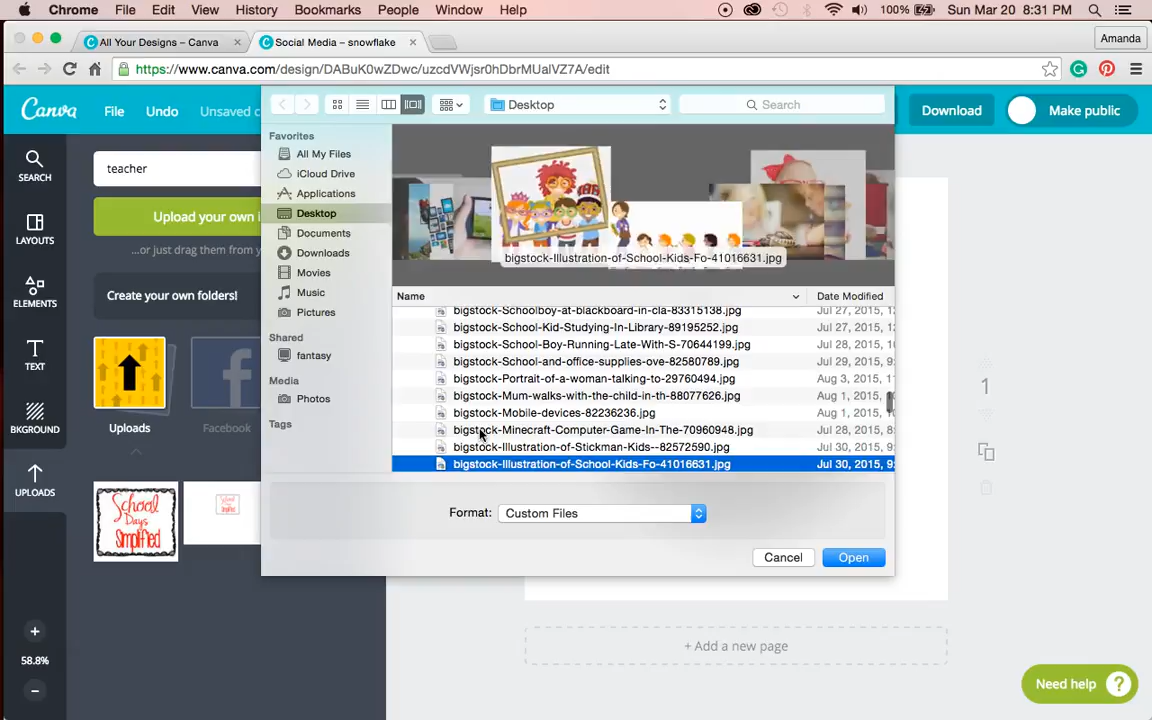 Chrome File Edit View History Bookmarks People Window Help 100% Sun Mar 20 8:31 PM
All Your Designs – Canva × Social Media – snowflake × Amanda
https://www.canva.com/design/DABuK0wZDwc/uzcdVWjsr0hDbrMUalVZ7A/edit
Canva File Undo Unsaved c Download Make public
Desktop Search
SEARCH
LAYOUTS
ELEMENTS
TEXT
BKGROUND
UPLOADS
58.8%
teacher
Upload your own i
...or just drag them from y
Create your own folders!
Uploads Facebook
School
Days
Simplified
Favorites
All My Files
iCloud Drive
Applications
Desktop
Documents
Downloads
Movies
Music
Pictures
Shared
fantasy
Media
Photos
Tags
bigstock-Illustration-of-School-Kids-Fo-41016631.jpg
Name Date Modified
bigstock-Schoolboy-at-blackboard-in-cla-83315138.jpg Jul 27, 2015, 12
bigstock-School-Kid-Studying-In-Library-89195252.jpg Jul 27, 2015, 1
bigstock-School-Boy-Running-Late-With-S-70644199.jpg Jul 28, 2015, 1
bigstock-School-and-office-supplies-ove-82580789.jpg Jul 29, 2015, 1
bigstock-Portrait-of-a-woman-talking-to-29760494.jpg Aug 3, 2015, 1
bigstock-Mum-walks-with-the-child-in-th-88077626.jpg Aug 1, 2015, 9
bigstock-Mobile-devices-82236236.jpg Aug 1, 2015, 1
bigstock-Minecraft-Computer-Game-In-The-70960948.jpg Jul 28, 2015, 1
bigstock-Illustration-of-Stickman-Kids--82572590.jpg Jul 30, 2015, 9:
bigstock-Illustration-of-School-Kids-Fo-41016631.jpg Jul 30, 2015, 9:
Format: Custom Files
Cancel Open
1
+ Add a new page
Need help ?